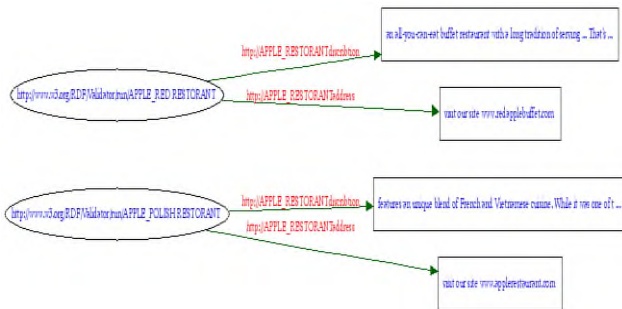 an all-you-can-eat buffet restaurant with a long tradition of serving ... That's ...
http://APPLE_RESTORANTdiscribtion
http://www.w3.org/RDF/Validator/run/APPLE_RED RESTORANT
http://APPLE_RESTORANTaddress
visit our site www.redapplebuffet.com
http://APPLE_RESTORANTdiscribtion
features an unique blend of French and Vietnamese cuisine. While it was one of t ...
http://www.w3.org/RDF/Validator/run/APPLE_POLISH RESTORANT
http://APPLE_RESTORANTaddress
visit our site www.applerestaurant.com